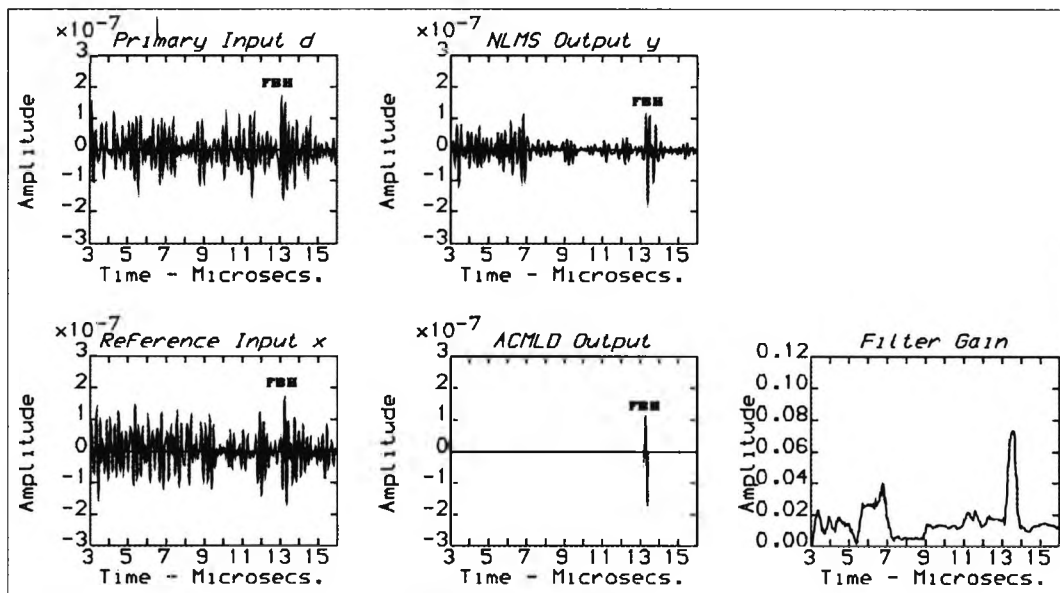 ×10-7
Primary Input d
3
2
1
0
-1
-2
-3
FBH
Amplitude
3 5 7 9 11 13 15
Time - Microsecs.
×10-7
NLMS Output y
3
2
1
0
-1
-2
-3
FBH
Amplitude
3 5 7 9 11 13 15
Time - Microsecs.
×10-7
Reference Input x
3
2
1
0
-1
-2
-3
FBH
Amplitude
3 5 7 9 11 13 15
Time - Microsecs.
×10-7
ACMLD Output
3
2
1
0
-1
-2
-3
FBH
Amplitude
3 5 7 9 11 13 15
Time - Microsecs.
Filter Gain
0.12
0.10
0.08
0.06
0.04
0.02
0.00
Amplitude
3 5 7 9 11 13 15
Time - Microsecs.